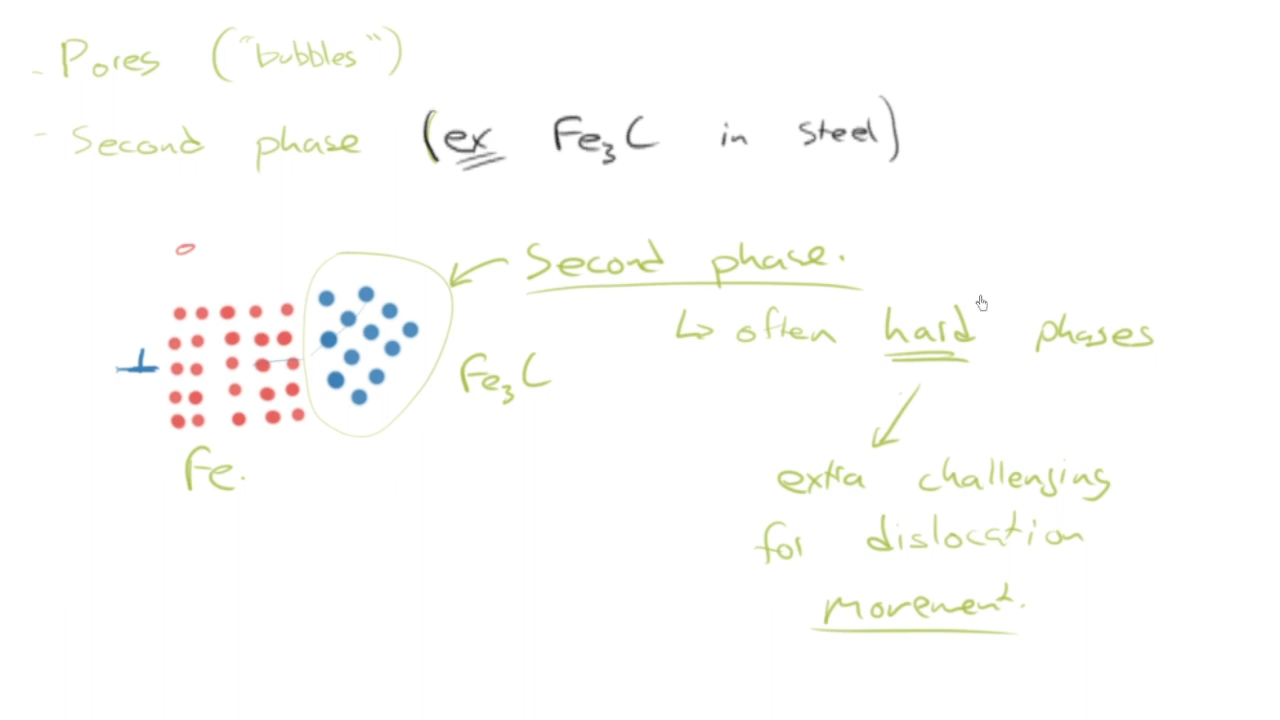 - Pores ("bubbles")
- Second phase (ex Fe₃C in steel)
Second phase.
↳ often hard phases
Fe₃C
Fe.
extra challenging
for dislocation
movement.